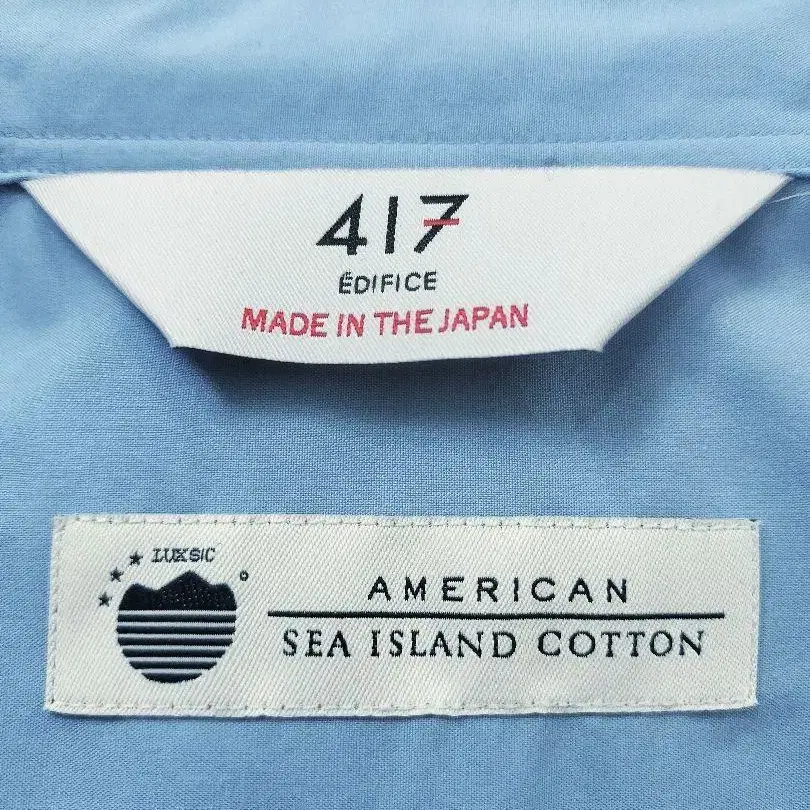 417
ÉDIFICE
MADE IN THE JAPAN
LUXSIC
AMERICAN
SEA ISLAND COTTON